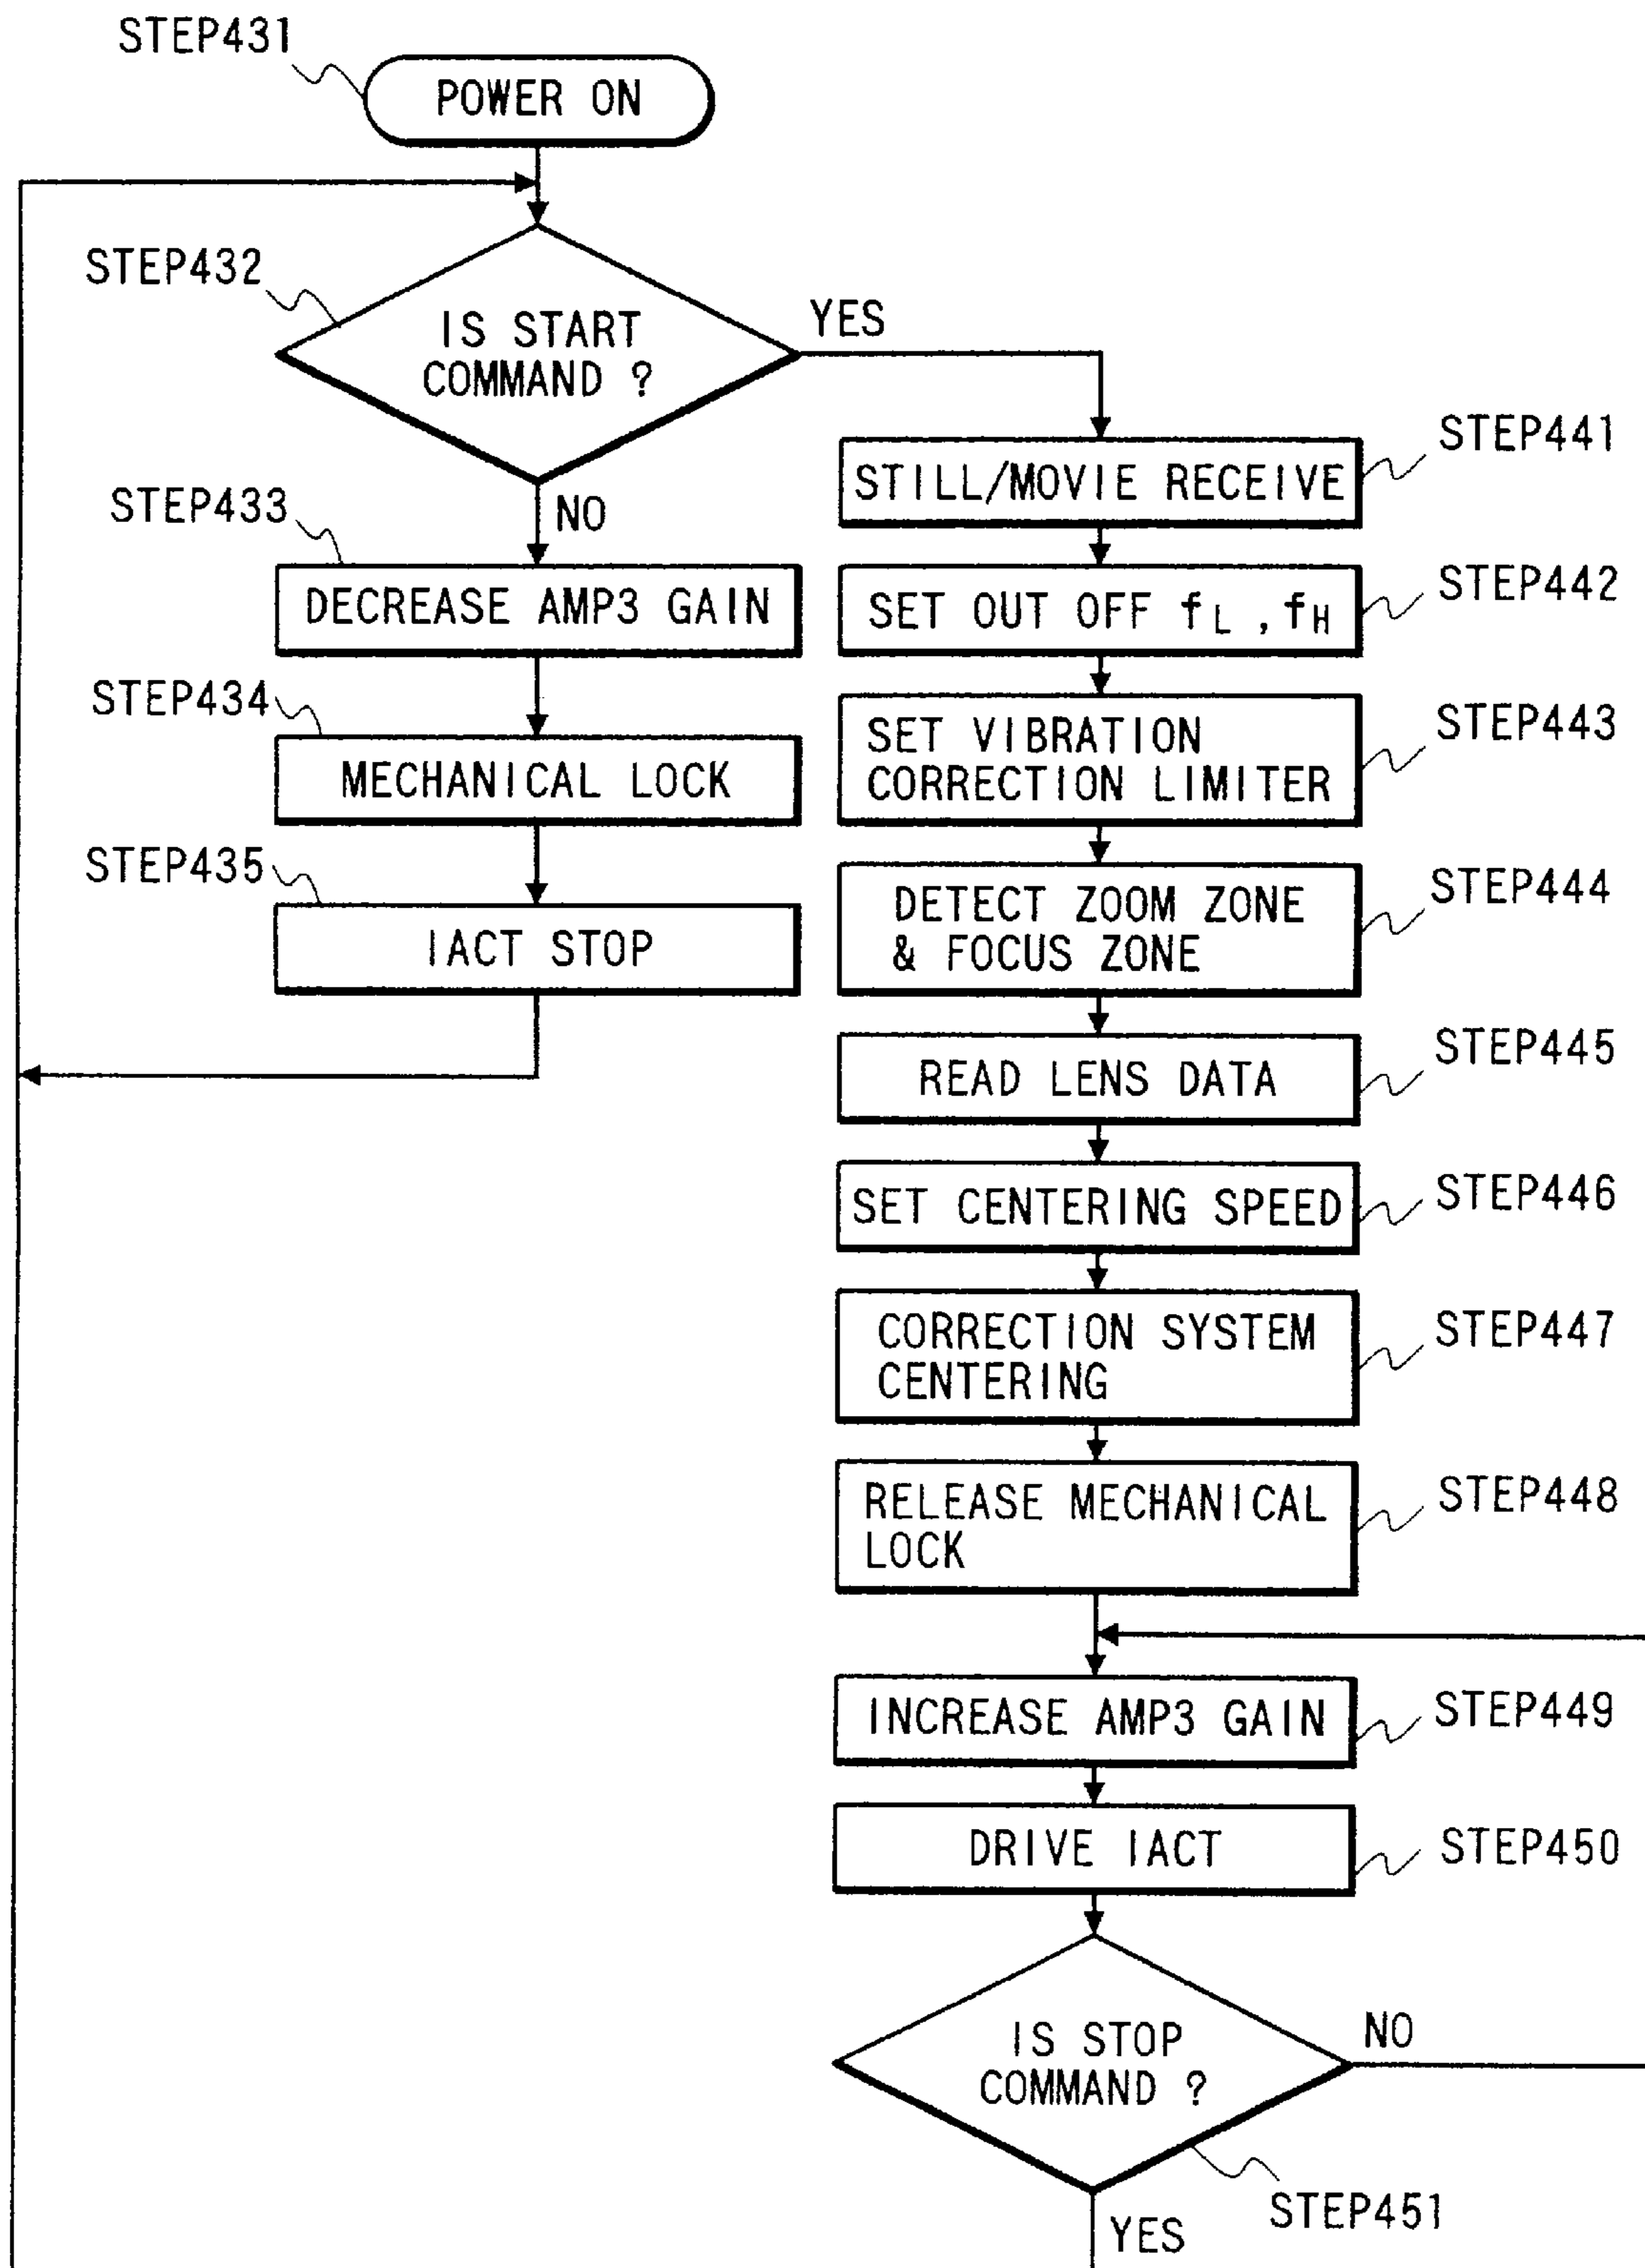 STEP431
POWER ON
STEP432
IS START
COMMAND ?
YES
NO
STEP433
DECREASE AMP3 GAIN
STEP434
MECHANICAL LOCK
STEP435
IACT STOP
STEP441
STILL/MOVIE RECEIVE
STEP442
SET OUT OFF fL , fH
STEP443
SET VIBRATION
CORRECTION LIMITER
STEP444
DETECT ZOOM ZONE
& FOCUS ZONE
STEP445
READ LENS DATA
STEP446
SET CENTERING SPEED
STEP447
CORRECTION SYSTEM
CENTERING
STEP448
RELEASE MECHANICAL
LOCK
STEP449
INCREASE AMP3 GAIN
STEP450
DRIVE IACT
IS STOP
COMMAND ?
NO
STEP451
YES